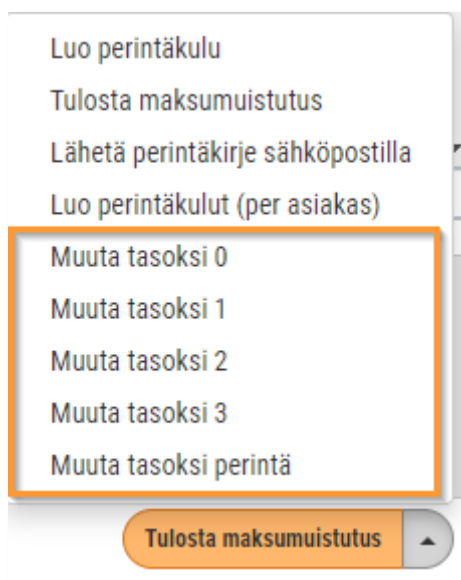 Luo perintäkulu
Tulosta maksumuistutus
Lähetä perintäkirje sähköpostilla
Luo perintäkulut (per asiakas)
Muuta tasoksi 0
Muuta tasoksi 1
Muuta tasoksi 2
Muuta tasoksi 3
Muuta tasoksi perintä
Tulosta maksumuistutus